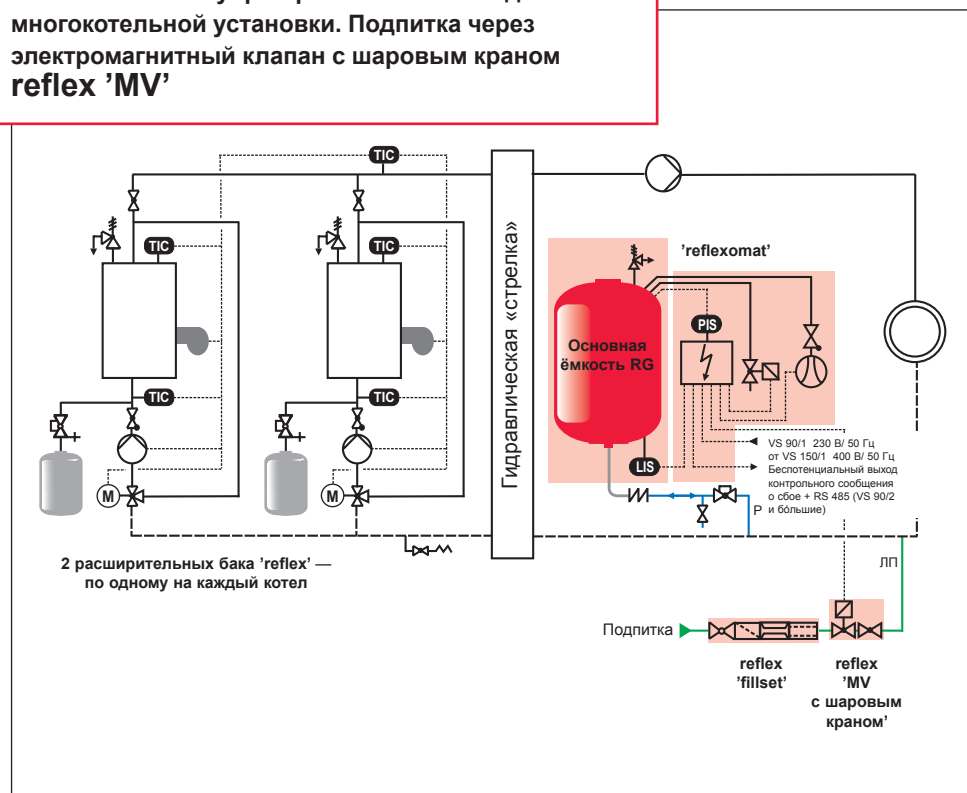 многокотельной установки. Подпитка через
электромагнитный клапан с шаровым краном
reflex ’MV’
TIC
TIC
TIC
TIC
TIC
M
M
2 расширительных бака ’reflex’ —
по одному на каждый котел
Гидравлическая «стрелка»
’reflexomat’
PIS
Основная
ёмкость RG
LIS
VS 90/1 230 В/ 50 Гц
от VS 150/1 400 В/ 50 Гц
Беспотенциальный выход
контрольного сообщения
о сбое + RS 485 (VS 90/2
и бо́льшие)
P
ЛП
Подпитка
reflex
’fillset’
reflex
’MV
с шаровым
краном’